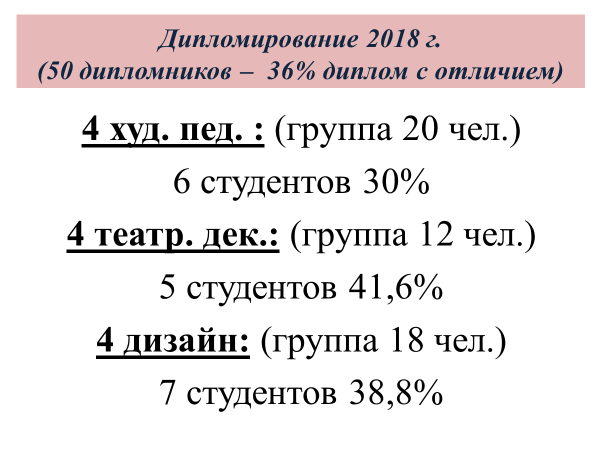 Дипломирование 2018 г.
(50 дипломников – 36% диплом с отличием)
4 худ. пед. : (группа 20 чел.)
6 студентов 30%
4 театр. дек.: (группа 12 чел.)
5 студентов 41,6%
4 дизайн: (группа 18 чел.)
7 студентов 38,8%